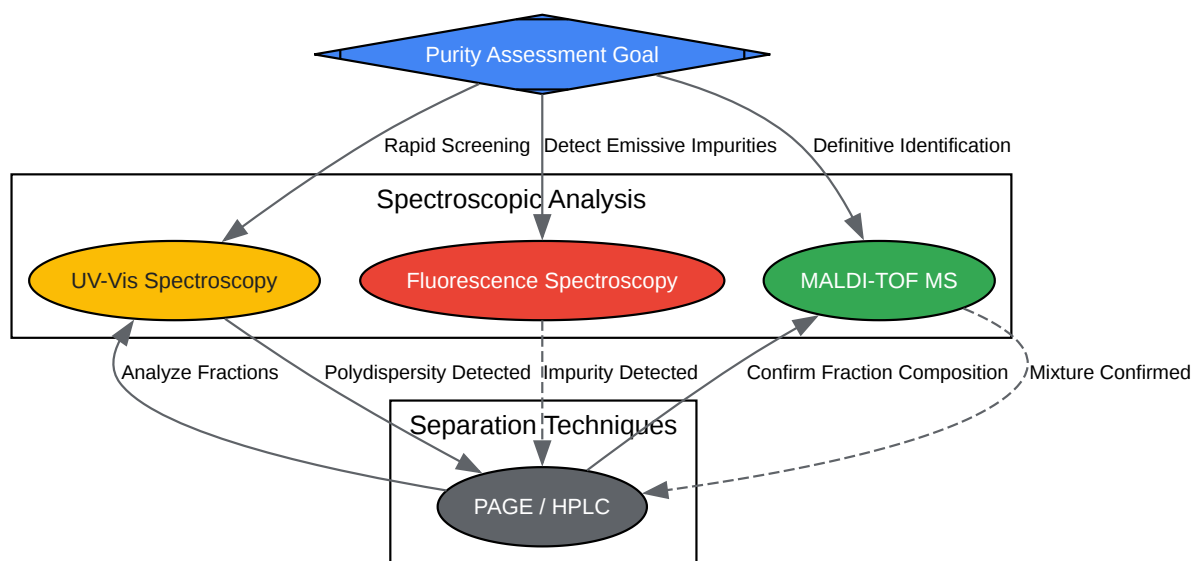 Purity Assessment Goal
Rapid Screening
Detect Emissive Impurities
Definitive Identification
Spectroscopic Analysis
UV-Vis Spectroscopy
Fluorescence Spectroscopy
MALDI-TOF MS
Analyze Fractions
Polydispersity Detected
Impurity Detected
Confirm Fraction Composition
Mixture Confirmed
Separation Techniques
PAGE / HPLC